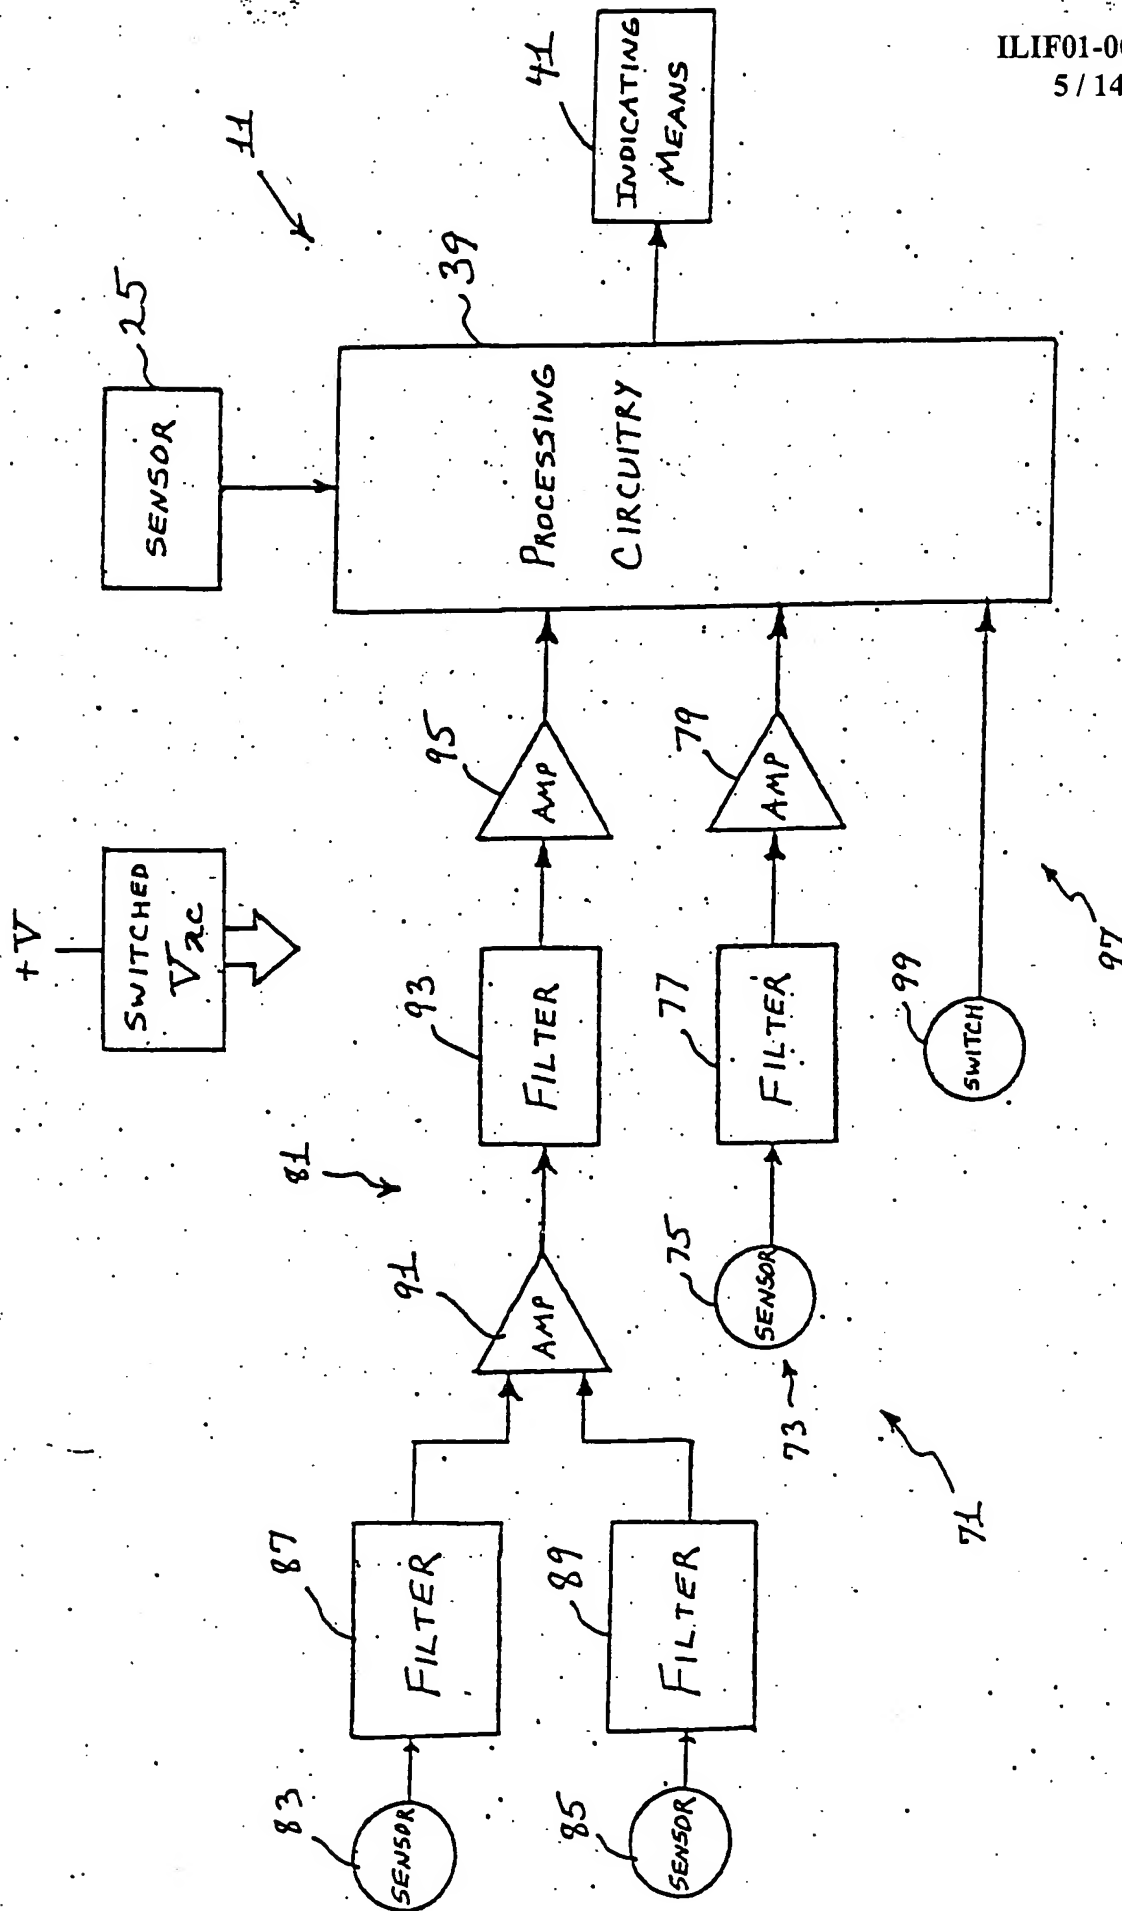 ILIF01-00
5 / 14
+V
SWITCHED
Vcc
11
SENSOR
25
41
INDICATING
MEANS
39
PROCESSING
CIRCUITRY
81
87
FILTER
83
SENSOR
91
AMP
93
FILTER
95
AMP
89
FILTER
85
SENSOR
75
SENSOR
73
77
FILTER
79
AMP
71
99
SWITCH
97